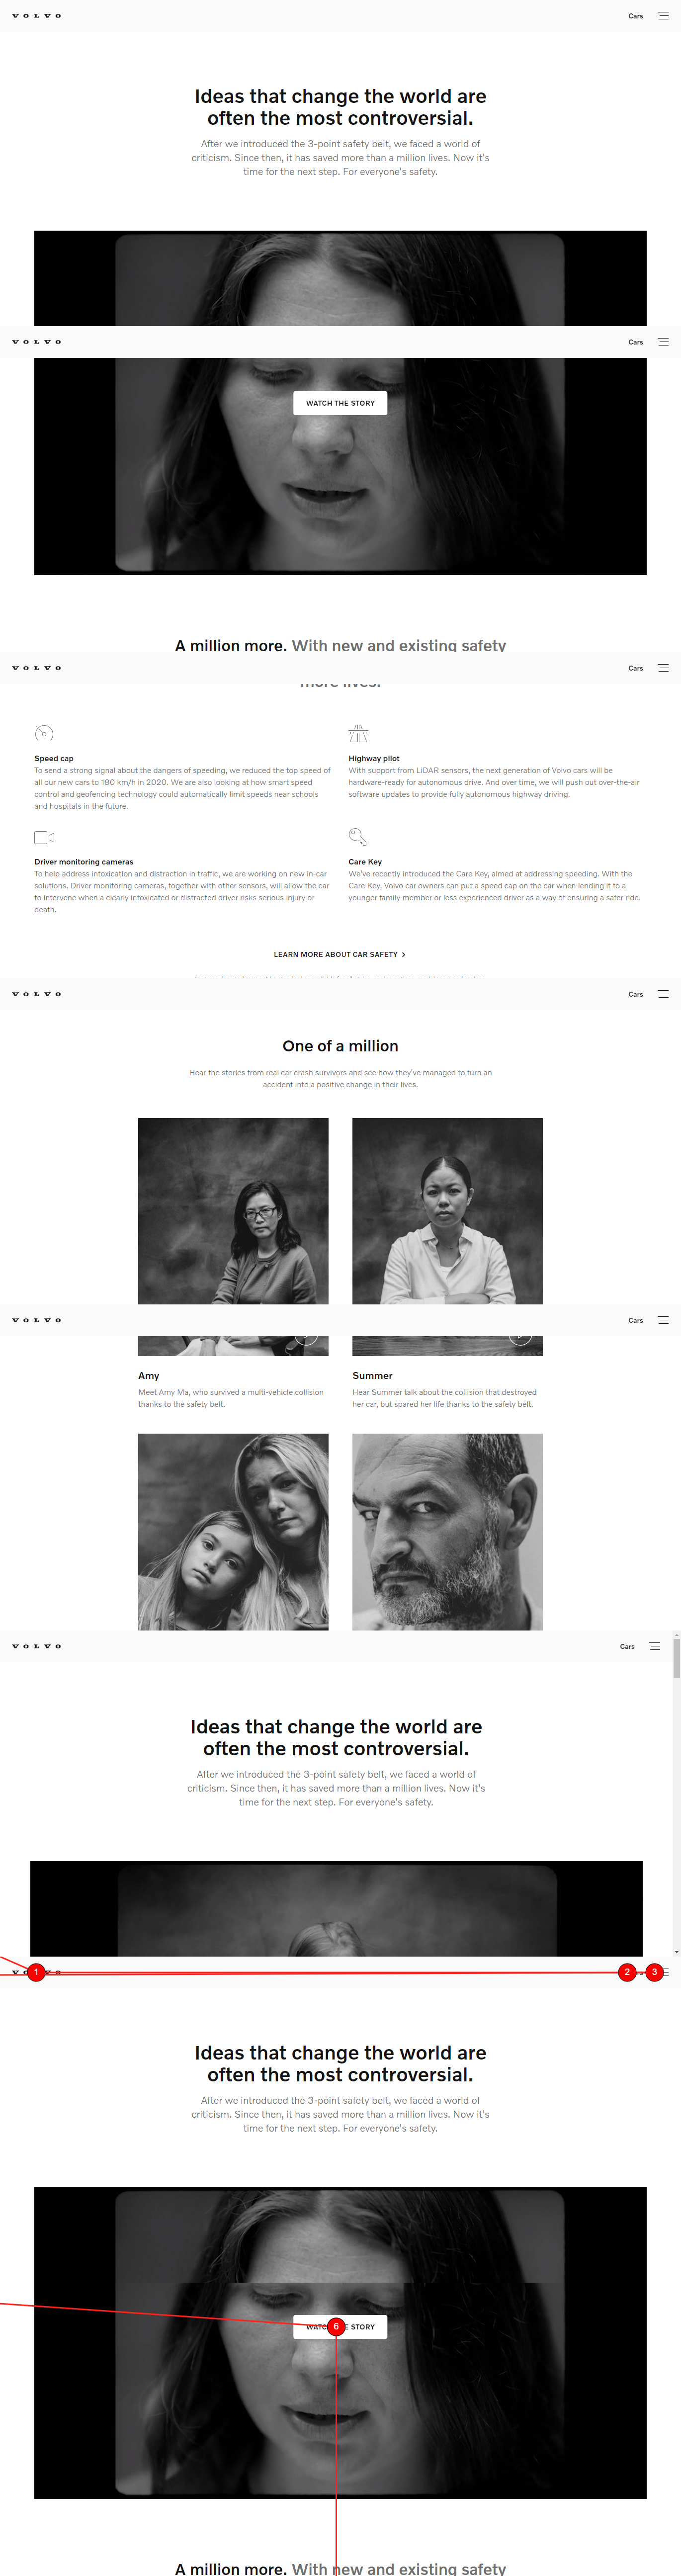 VOLVO
Cars
Ideas that change the world are
often the most controversial.
After we introduced the 3-point safety belt, we faced a world of
criticism. Since then, it has saved more than a million lives. Now it's
time for the next step. For everyone's safety.
VOLVO
Cars
WATCH THE STORY
A million more. With new and existing safety
VOLVO
Cars
more lives.
Speed cap
To send a strong signal about the dangers of speeding, we reduced the top speed of
all our new cars to 180 km/h in 2020. We are also looking at how smart speed
control and geofencing technology could automatically limit speeds near schools
and hospitals in the future.
Highway pilot
With support from LiDAR sensors, the next generation of Volvo cars will be
hardware-ready for autonomous drive. And over time, we will push out over-the-air
software updates to provide fully autonomous highway driving.
Driver monitoring cameras
To help address intoxication and distraction in traffic, we are working on new in-car
solutions. Driver monitoring cameras, together with other sensors, will allow the car
to intervene when a clearly intoxicated or distracted driver risks serious injury or
death.
Care Key
We've recently introduced the Care Key, aimed at addressing speeding. With the
Care Key, Volvo car owners can put a speed cap on the car when lending it to a
younger family member or less experienced driver as a way of ensuring a safer ride.
LEARN MORE ABOUT CAR SAFETY
VOLVO
Cars
One of a million
Hear the stories from real car crash survivors and see how they've managed to turn an
accident into a positive change in their lives.
VOLVO
Cars
Amy
Meet Amy Ma, who survived a multi-vehicle collision
thanks to the safety belt.
Summer
Hear Summer talk about the collision that destroyed
her car, but spared her life thanks to the safety belt.
VOLVO
Cars
Ideas that change the world are
often the most controversial.
After we introduced the 3-point safety belt, we faced a world of
criticism. Since then, it has saved more than a million lives. Now it's
time for the next step. For everyone's safety.
1
2
3
Ideas that change the world are
often the most controversial.
After we introduced the 3-point safety belt, we faced a world of
criticism. Since then, it has saved more than a million lives. Now it's
time for the next step. For everyone's safety.
6
STORY
A million more. With new and existing safety